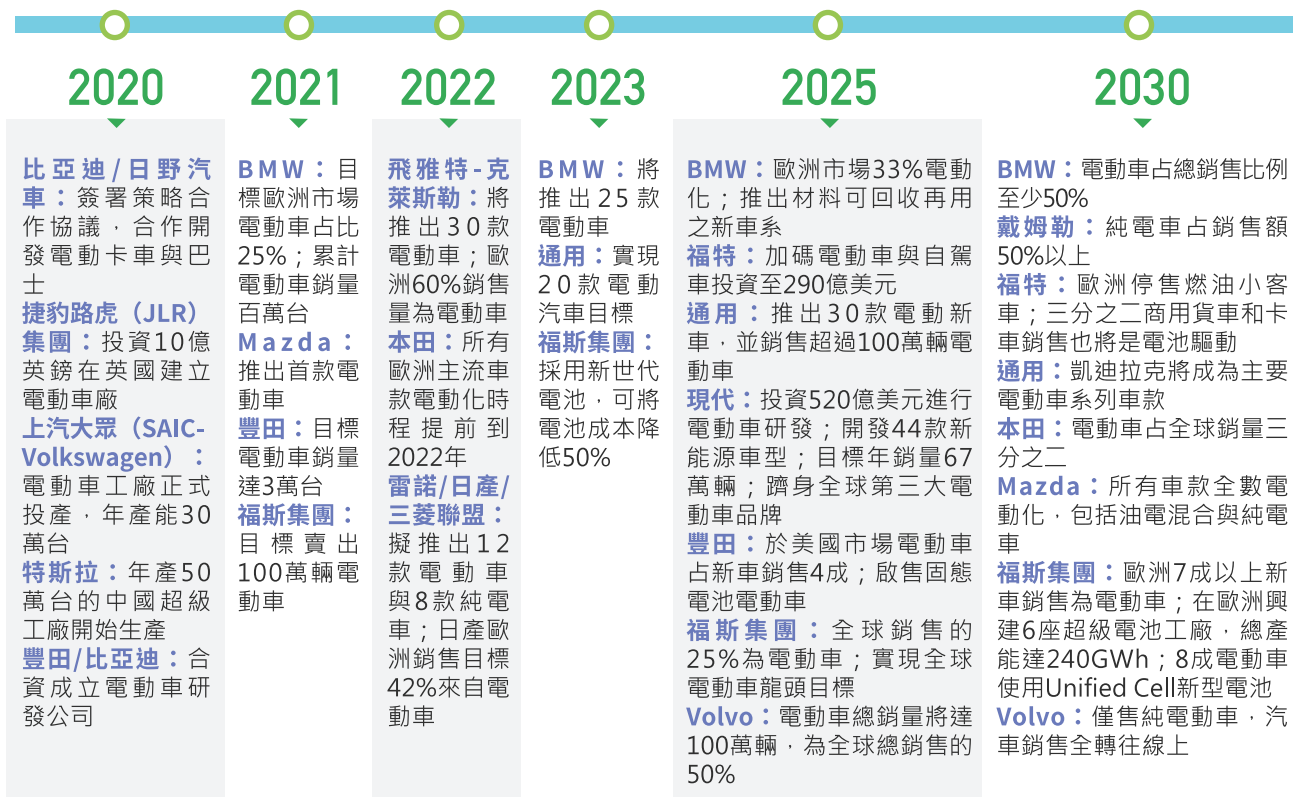 2020
2021
2022
2023
2025
2030
比亞迪/日野汽
車：簽署策略合
作協議，合作開
發電動卡車與巴
士
捷豹路虎（JLR）
集團：投資10億
英鎊在英國建立
電動車廠
上汽大眾（SAIC-
Volkswagen）：
電動車工廠正式
投產，年產能30
萬台
特斯拉：年產50
萬台的中國超級
工廠開始生產
豐田/比亞迪：合
資成立電動車研
發公司
BMW：目
標歐洲市場
電動車占比
25%；累計
電動車銷量
百萬台
Mazda：
推出首款電
動車
豐田：目標
電動車銷量
達3萬台
福斯集團：
目標賣出
100萬輛電
動車
飛雅特-克
萊斯勒：將
推出30款
電動車；歐
洲60%銷售
量為電動車
本田：所有
歐洲主流車
款電動化時
程提前到
2022年
雷諾/日產/
三菱聯盟：
擬推出12
款電動車
與8款純電
車；日產歐
洲銷售目標
42%來自電
動車
BMW：將
推出25款
電動車
通用：實現
20款電動
汽車目標
福斯集團：
採用新世代
電池，可將
電池成本降
低50%
BMW：歐洲市場33%電動
化；推出材料可回收再用
之新車系
福特：加碼電動車與自駕
車投資至290億美元
通用：推出30款電動新
車，並銷售超過100萬輛電
動車
現代：投資520億美元進行
電動車研發；開發44款新
能源車型；目標年銷量67
萬輛；躋身全球第三大電
動車品牌
豐田：於美國市場電動車
占新車銷售4成；啟售固態
電池電動車
福斯集團：全球銷售的
25%為電動車；實現全球
電動車龍頭目標
Volvo：電動車總銷量將達
100萬輛，為全球總銷售的
50%
BMW：電動車占總銷售比例
至少50%
戴姆勒：純電車占銷售額
50%以上
福特：歐洲停售燃油小客
車；三分之二商用貨車和卡
車銷售也將是電池驅動
通用：凱迪拉克將成為主要
電動車系列車款
本田：電動車占全球銷量三
分之二
Mazda：所有車款全數電
動化，包括油電混合與純電
車
福斯集團：歐洲7成以上新
車銷售為電動車；在歐洲興
建6座超級電池工廠，總產
能達240GWh；8成電動車
使用Unified Cell新型電池
Volvo：僅售純電動車，汽
車銷售全轉往線上